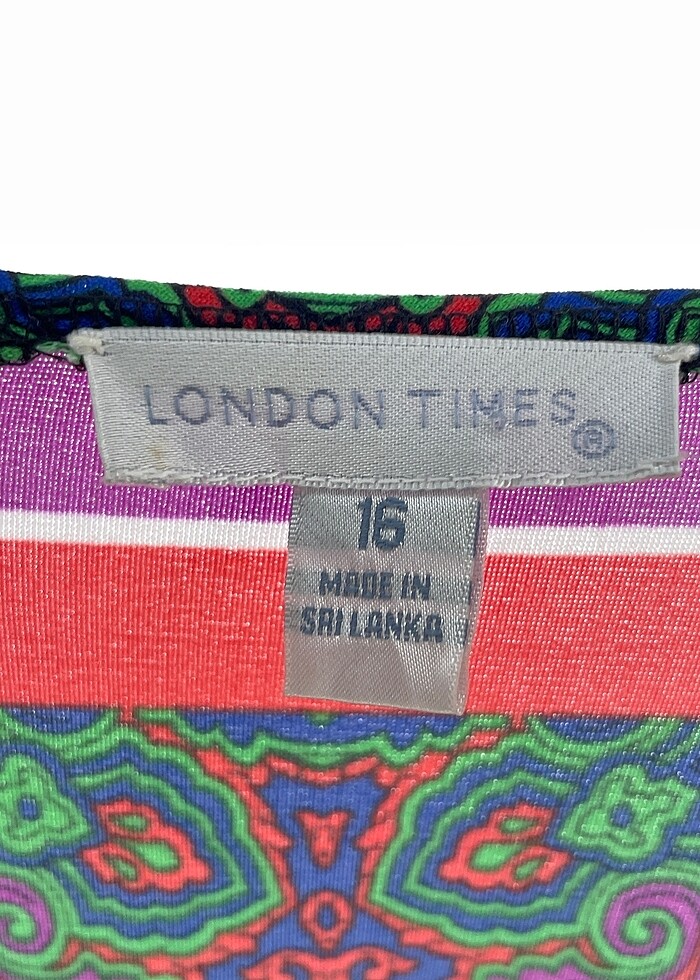 LONDON TIMES®
16
MADE IN
SRI LANKA